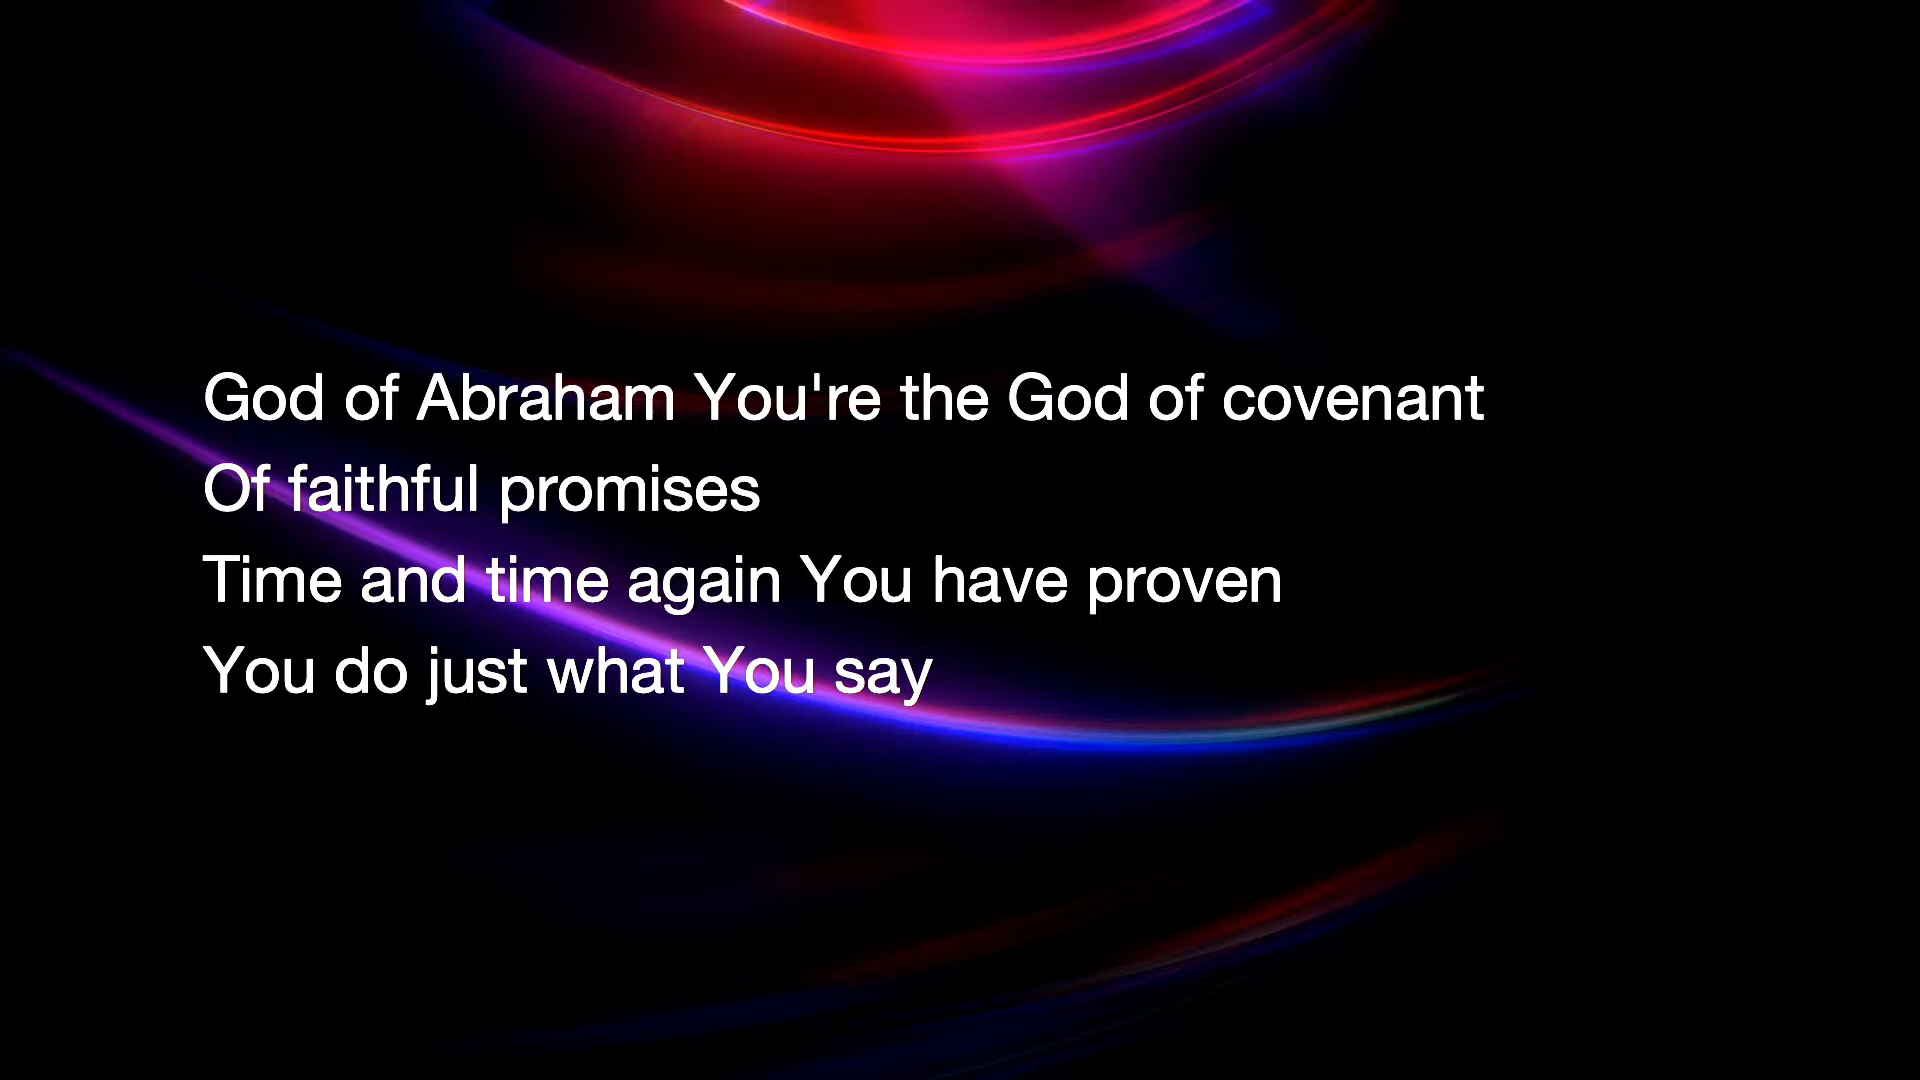 God of Abraham You're the God of covenant
Of faithful promises
Time and time again You have proven
You do just what You say